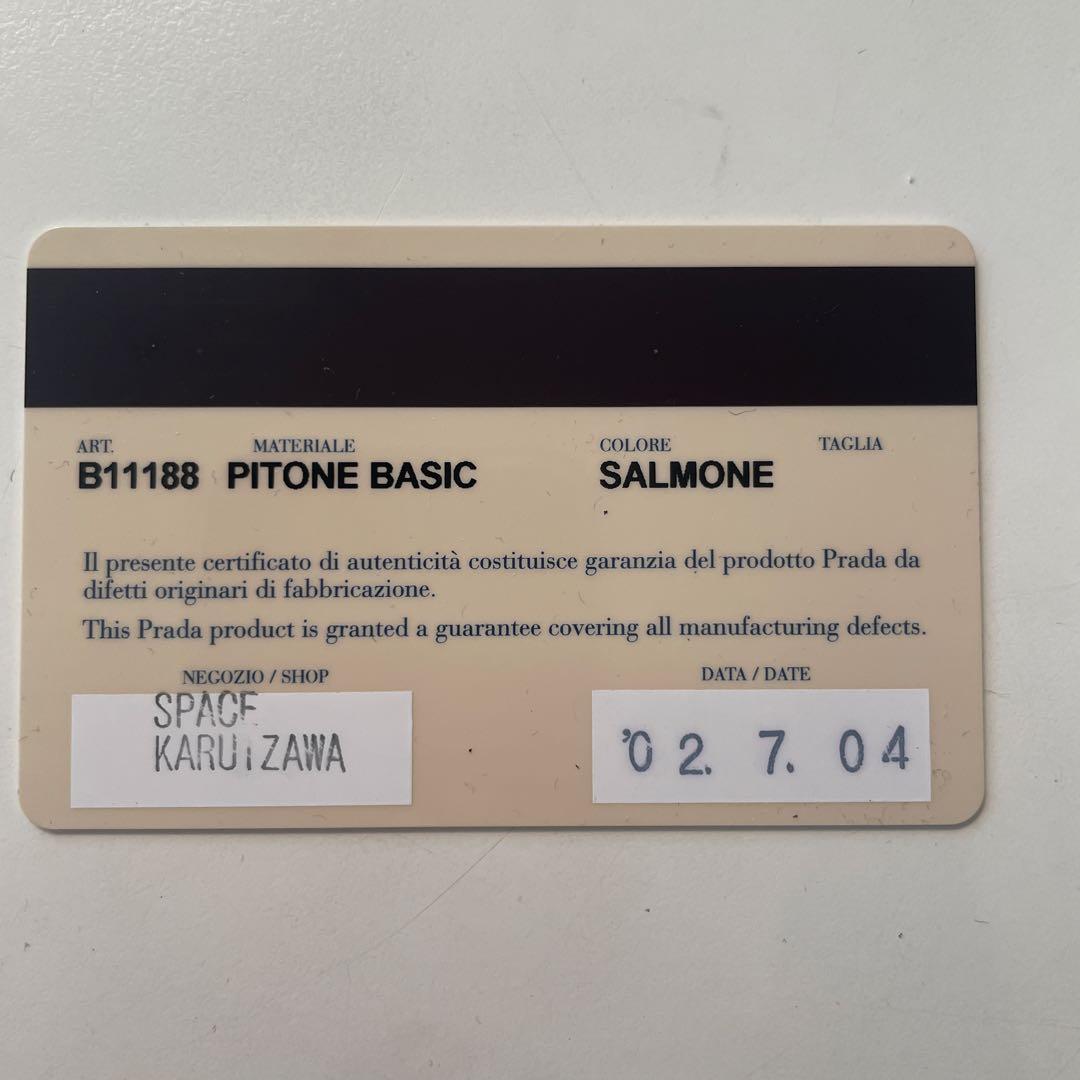 ART. MATERIALE COLORE TAGLIA
B11188 PITONE BASIC SALMONE
Il presente certificato di autenticità costituisce garanzia del prodotto Prada da
difetti originari di fabbricazione.
This Prada product is granted a guarantee covering all manufacturing defects.
NEGOZIO / SHOP DATA / DATE
SPACE
KARUIZAWA
'02. 7. 04